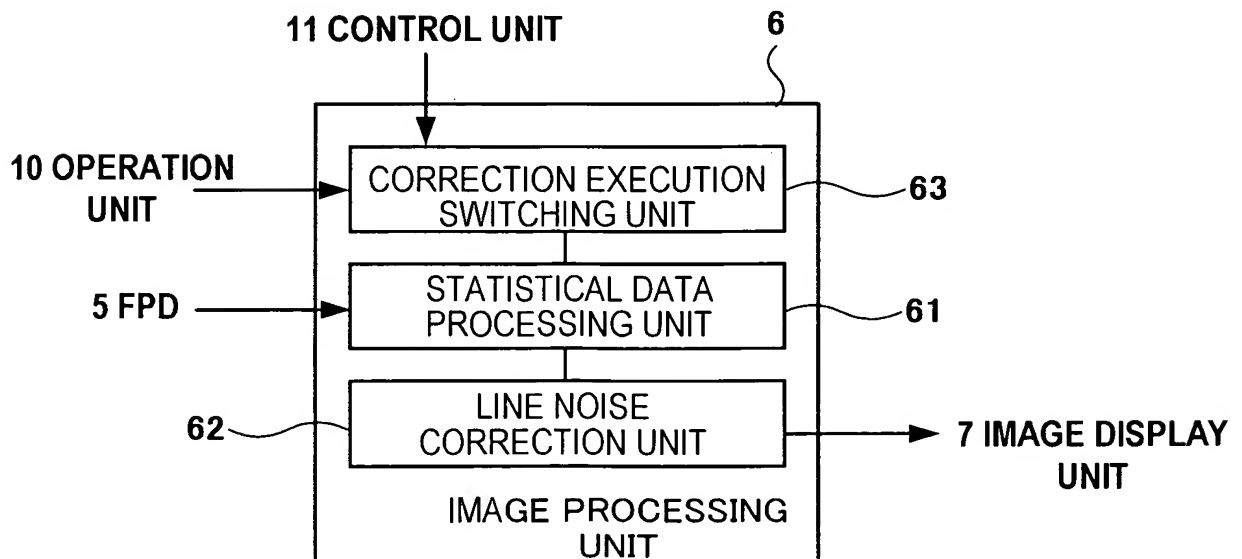 11 CONTROL UNIT
6
10 OPERATION
UNIT
CORRECTION EXECUTION
SWITCHING UNIT
63
5 FPD
STATISTICAL DATA
PROCESSING UNIT
61
62
LINE NOISE
CORRECTION UNIT
7 IMAGE DISPLAY
UNIT
IMAGE PROCESSING
UNIT